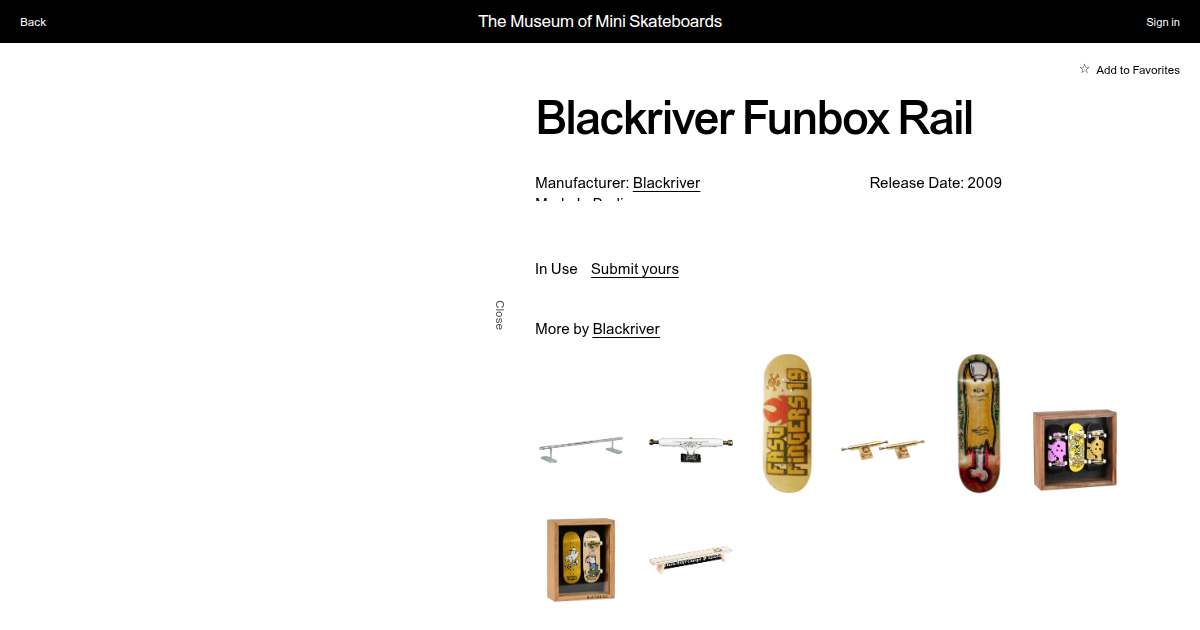 Back
The Museum of Mini Skateboards
Sign in
☆ Add to Favorites
Blackriver Funbox Rail
Manufacturer: Blackriver
Release Date: 2009
In Use Submit yours
Close
More by Blackriver
FAST FINGERS 19